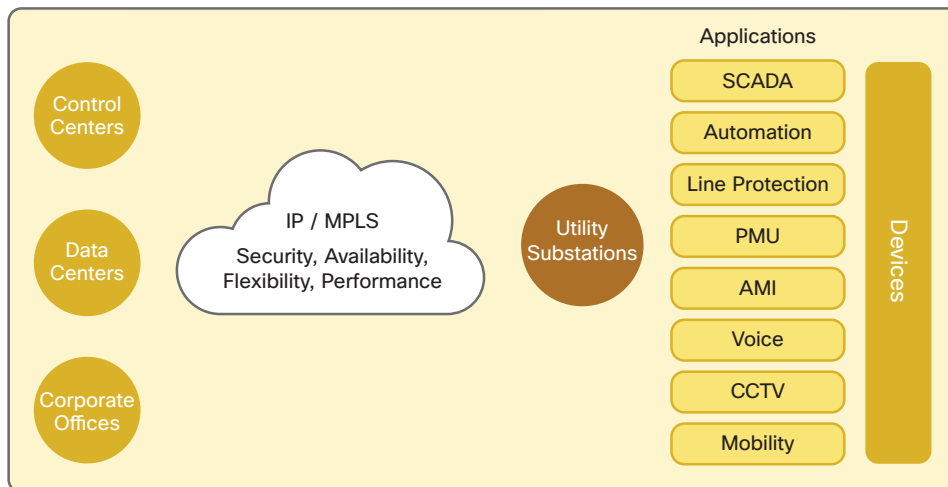 Control
Centers
Data
Centers
Corporate
Offices
IP / MPLS
Security, Availability,
Flexibility, Performance
Utility
Substations
Applications
SCADA
Automation
Line Protection
PMU
AMI
Voice
CCTV
Mobility
Devices